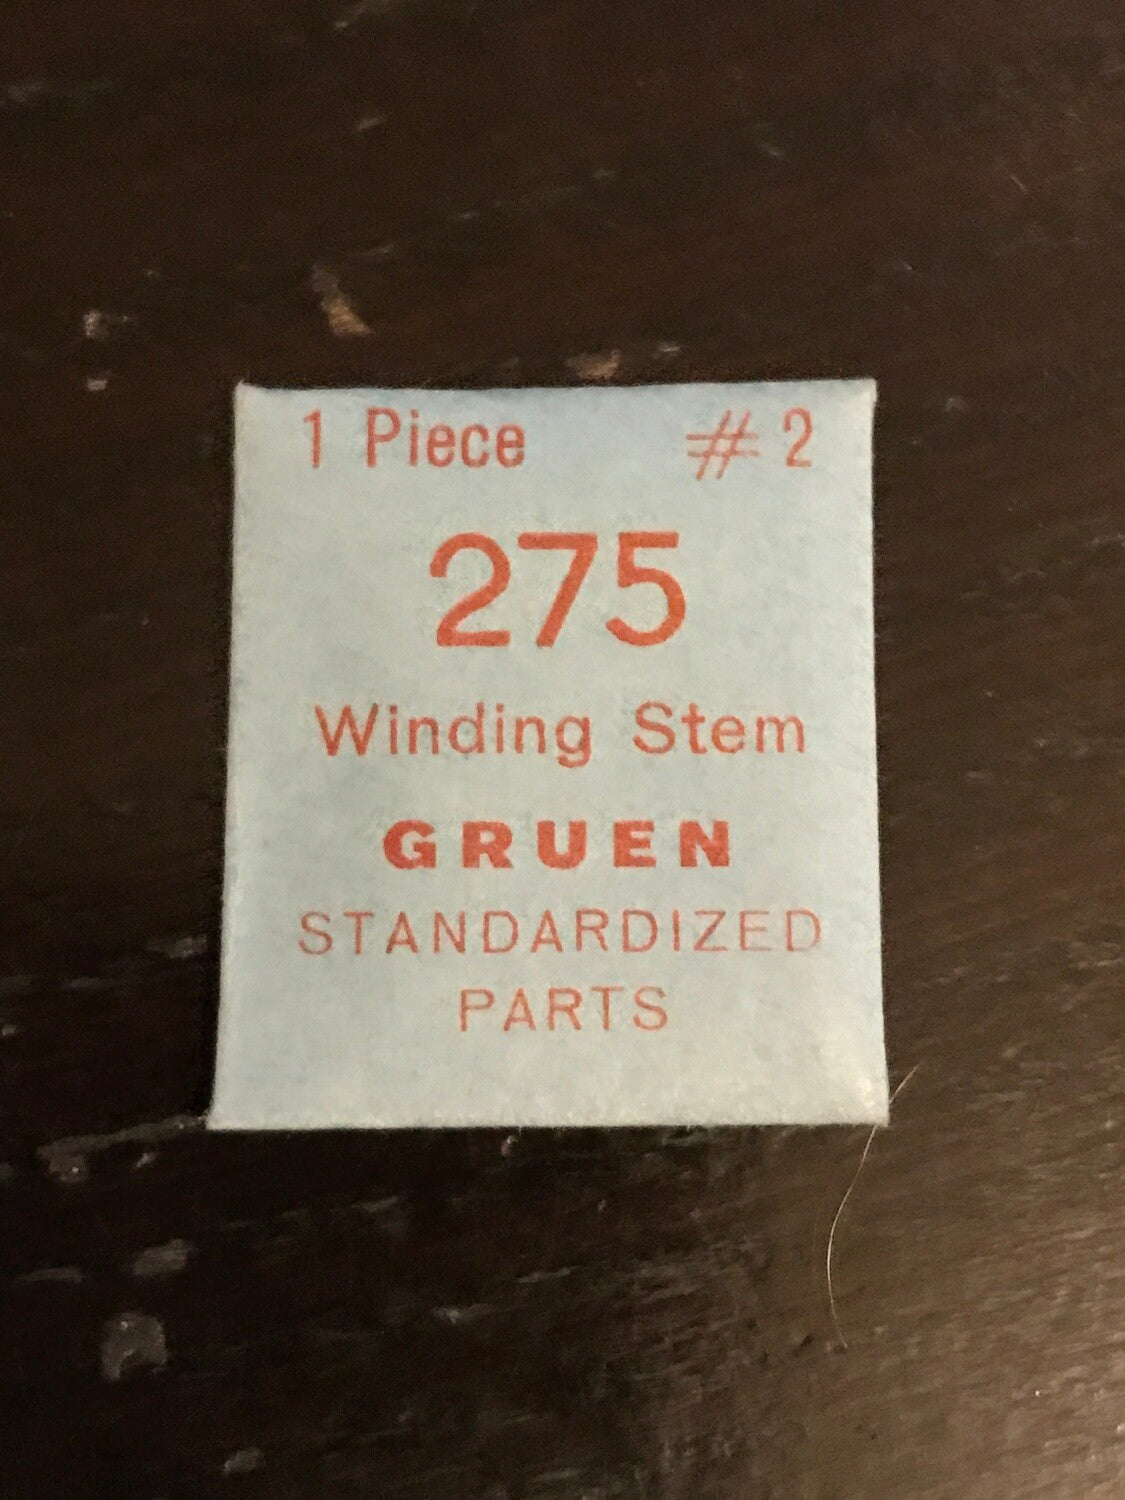 1 Piece # 2
275
Winding Stem
GRUEN
STANDARDIZED
PARTS